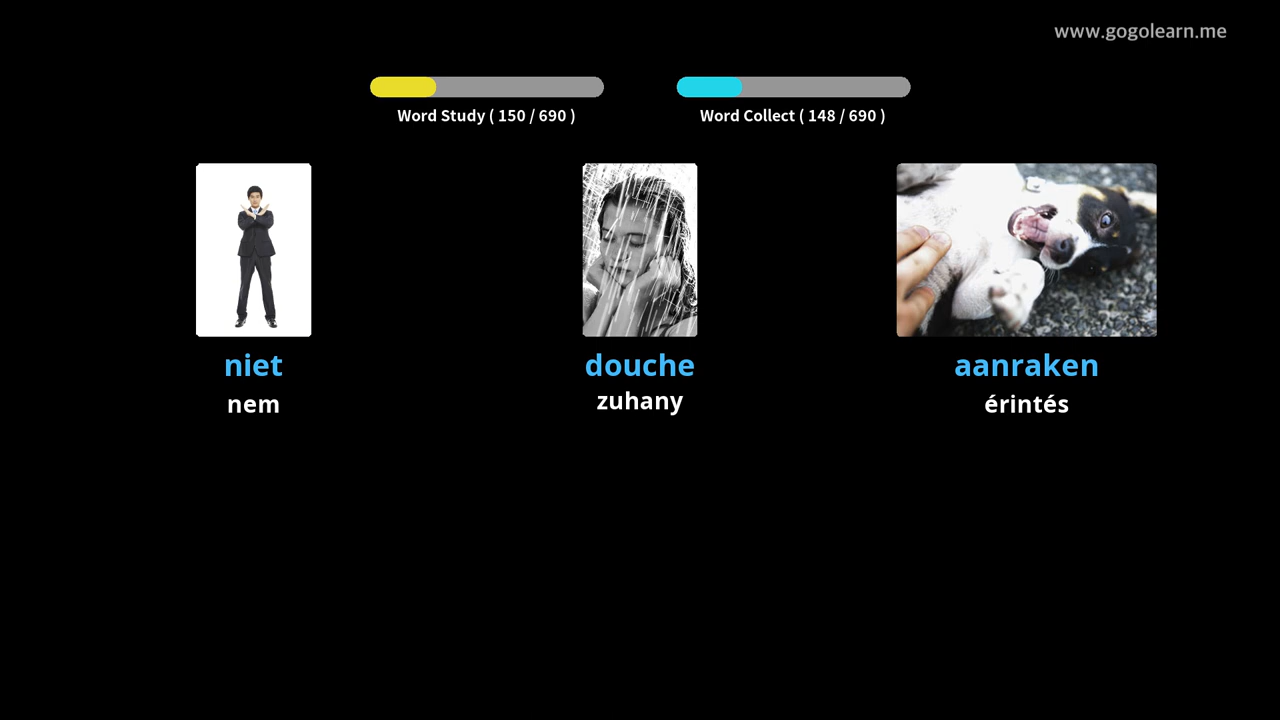 www.gogolearn.me
Word Study ( 150 / 690 )
Word Collect ( 148 / 690 )
niet
nem
douche
zuhany
aanraken
érintés